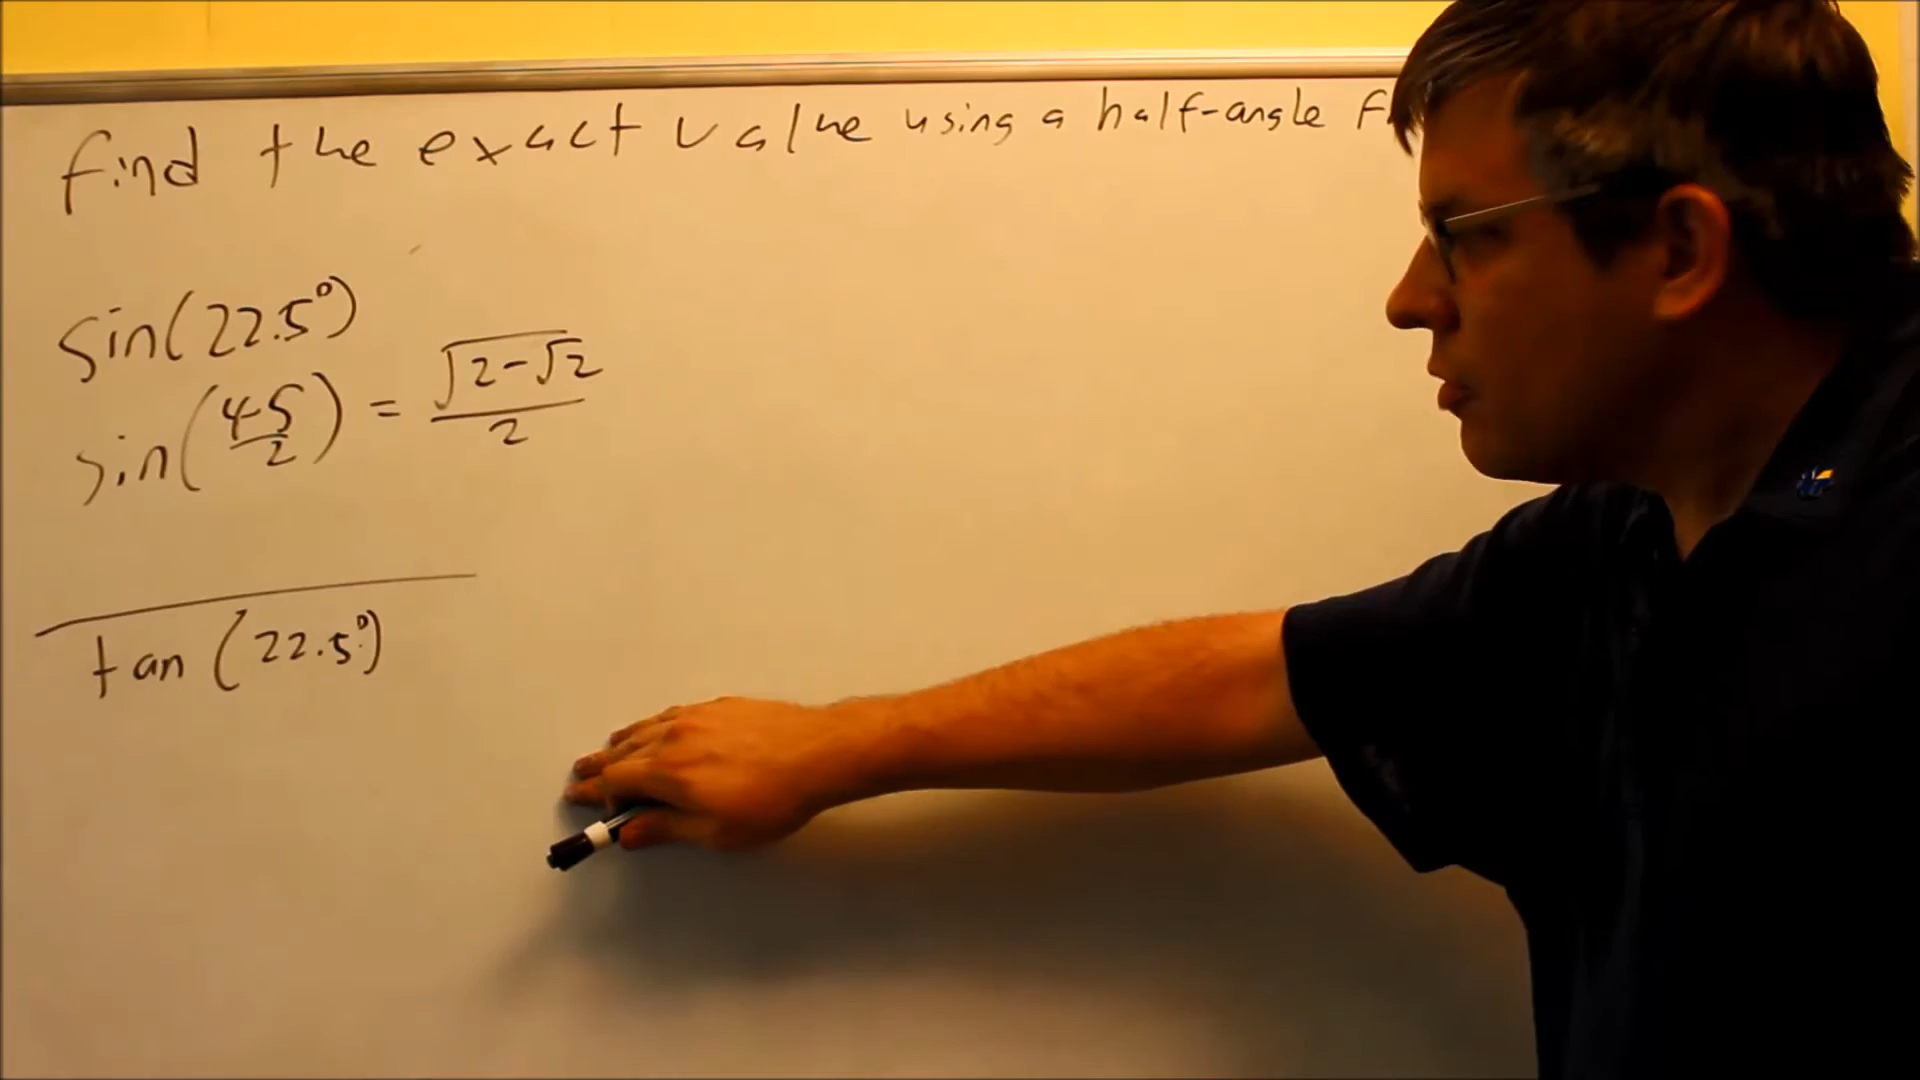 find the exact value using a half-angle
sin(22.5°)
sin(45/2) = √(2-√2)/2
tan (22.5°)